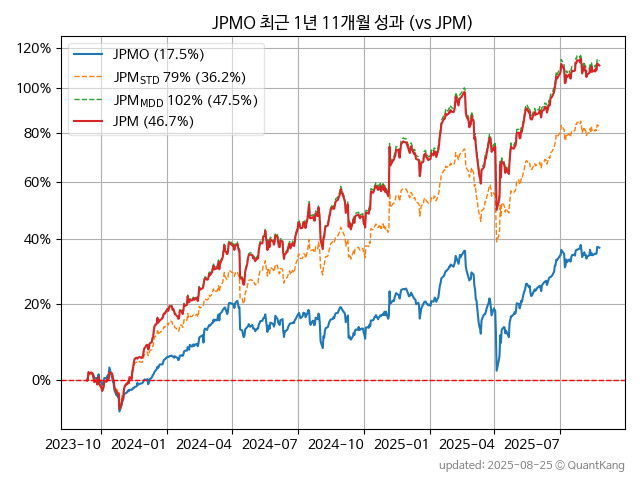 JPMO 최근 1년 11개월 성과 (vs JPM)
120%
100%
80%
60%
40%
20%
0%
JPMO (17.5%)
JPM_STD 79% (36.2%)
JPM_MDD 102% (47.5%)
JPM (46.7%)
2023-10 2024-01 2024-04 2024-07 2024-10 2025-01 2025-04 2025-07
updated: 2025-08-25 ⓒ QuantKang